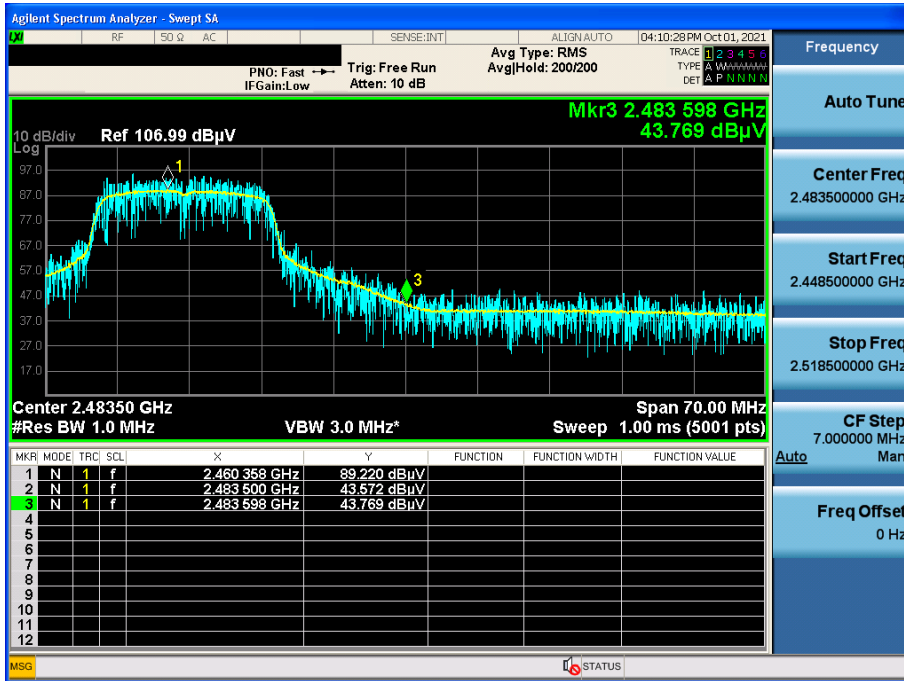 Agilent Spectrum Analyzer - Swept SA
LXI RF 50 Ω AC SENSE:INT ALIGN AUTO 04:10:28 PM Oct 01, 2021
PNO: Fast
IFGain:Low
Trig: Free Run
Atten: 10 dB
Avg Type: RMS
Avg|Hold: 200/200
TRACE 1 2 3 4 5 6
TYPE A WWWWW
DET A P N N N N
Mkr3 2.483 598 GHz
43.769 dBµV
10 dB/div Ref 106.99 dBµV
Log
97.0
87.0
77.0
67.0
57.0
47.0
37.0
27.0
17.0
1
3
Center 2.48350 GHz Span 70.00 MHz
#Res BW 1.0 MHz VBW 3.0 MHz* Sweep 1.00 ms (5001 pts)
MKR MODE TRC SCL X Y FUNCTION FUNCTION WIDTH FUNCTION VALUE
1 N 1 f 2.460 358 GHz 89.220 dBµV
2 N 1 f 2.483 500 GHz 43.572 dBµV
3 N 1 f 2.483 598 GHz 43.769 dBµV
4
5
6
7
8
9
10
11
12
MSG STATUS
Frequency
Auto Tune
Center Freq
2.483500000 GHz
Start Freq
2.448500000 GHz
Stop Freq
2.518500000 GHz
CF Step
7.000000 MHz
Auto Man
Freq Offset
0 Hz